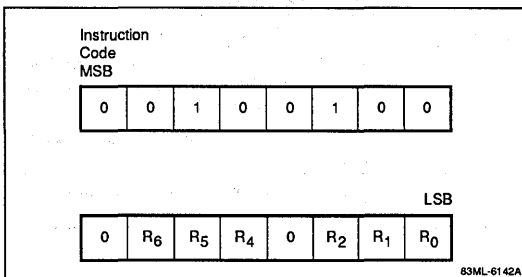 Instruction
Code
MSB
0 0 1 0 0 1 0 0
LSB
0 R6 R5 R4 0 R2 R1 R0
83ML-6142A